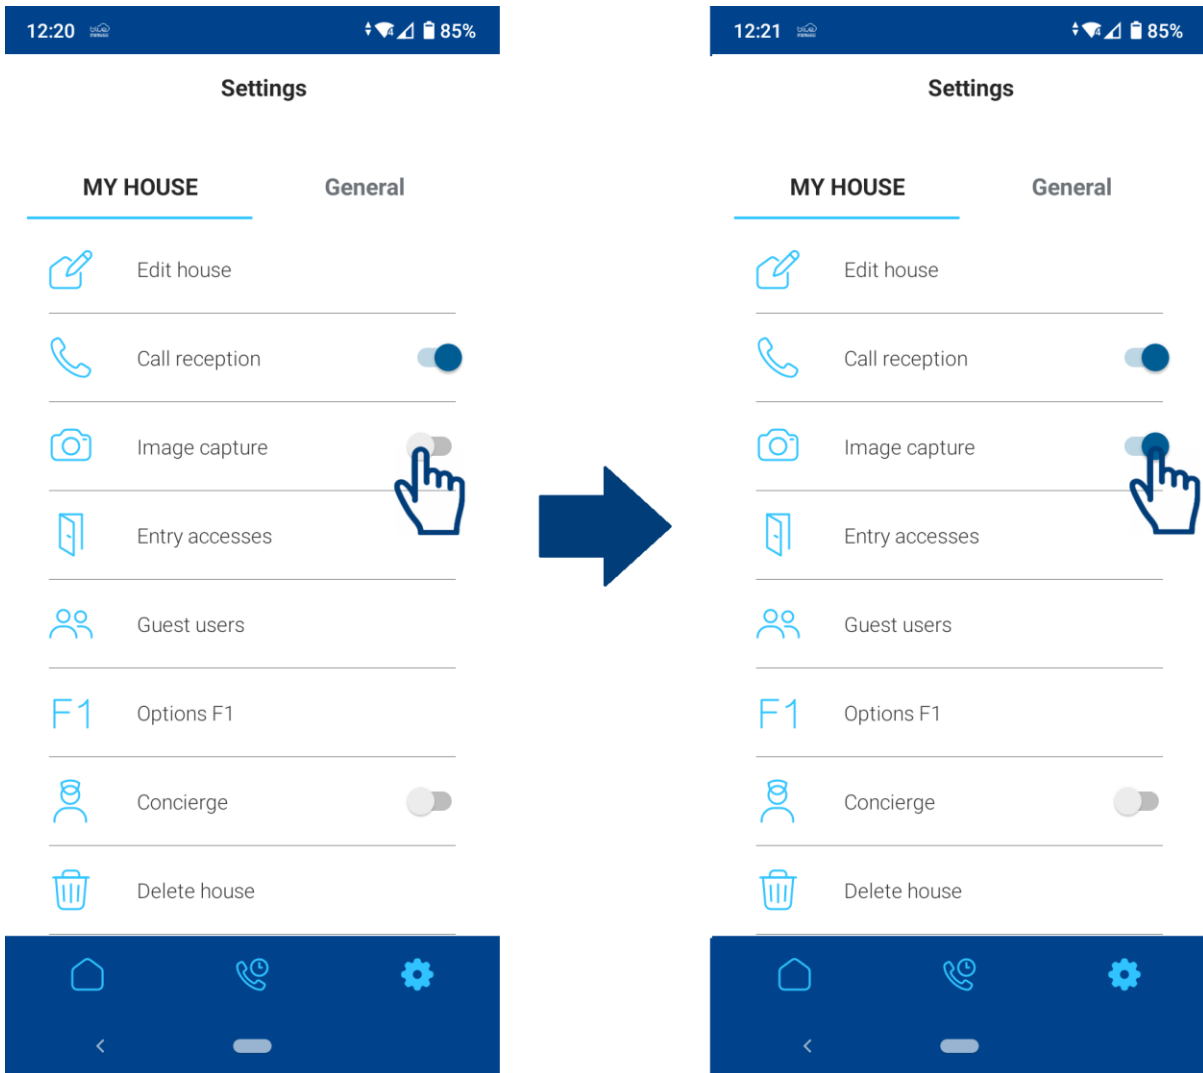 12:20
85%
Settings
MY HOUSE
General
Edit house
Call reception
Image capture
Entry accesses
Guest users
F1
Options F1
Concierge
Delete house
12:21
85%
Settings
MY HOUSE
General
Edit house
Call reception
Image capture
Entry accesses
Guest users
F1
Options F1
Concierge
Delete house